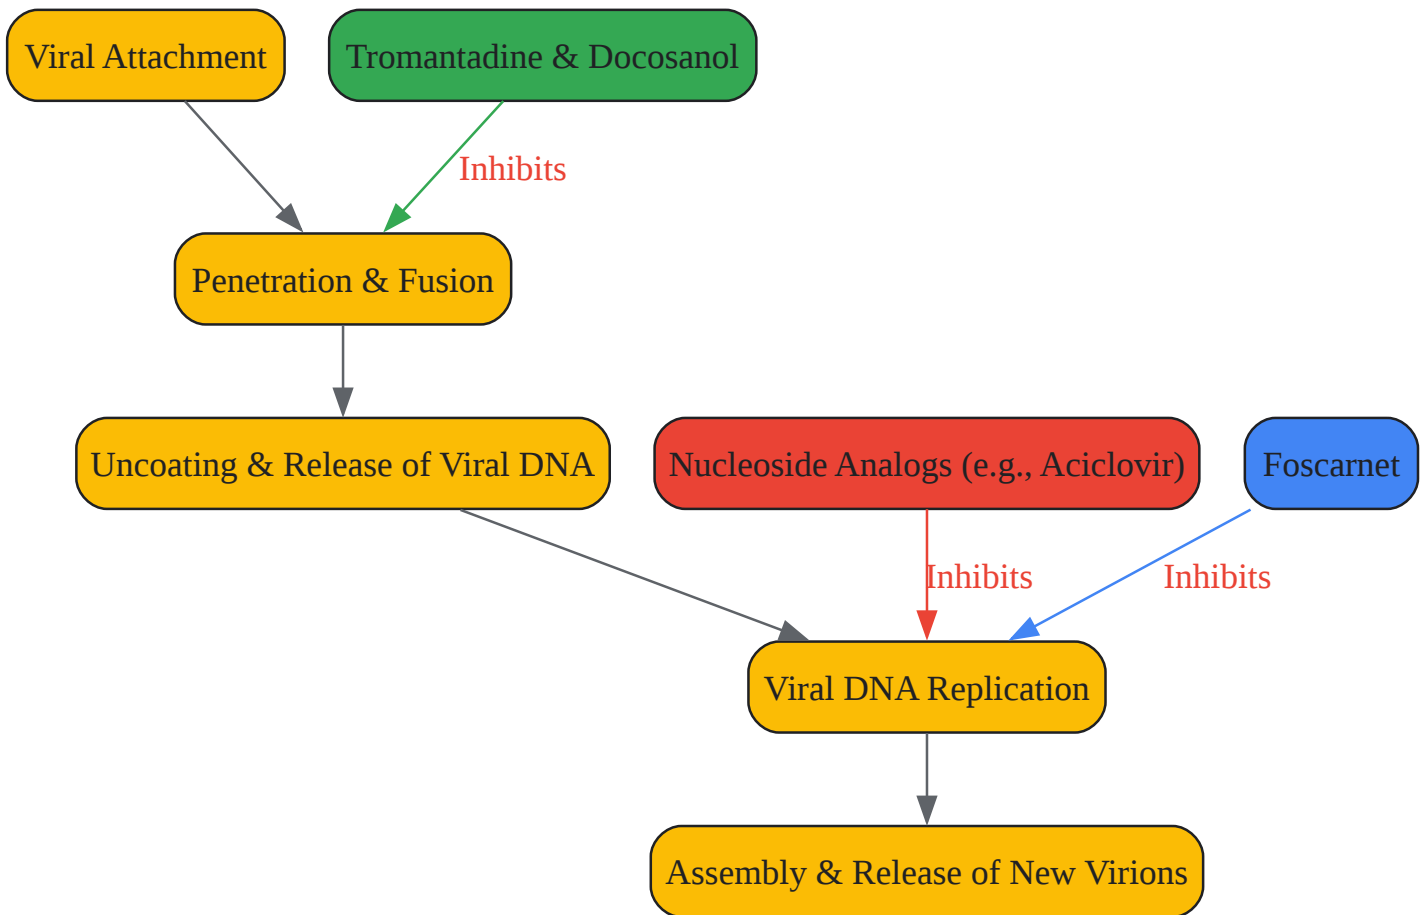 Viral Attachment
Tromantadine & Docosanol
Inhibits
Penetration & Fusion
Uncoating & Release of Viral DNA
Nucleoside Analogs (e.g., Aciclovir)
Foscarnet
Inhibits
Inhibits
Viral DNA Replication
Assembly & Release of New Virions